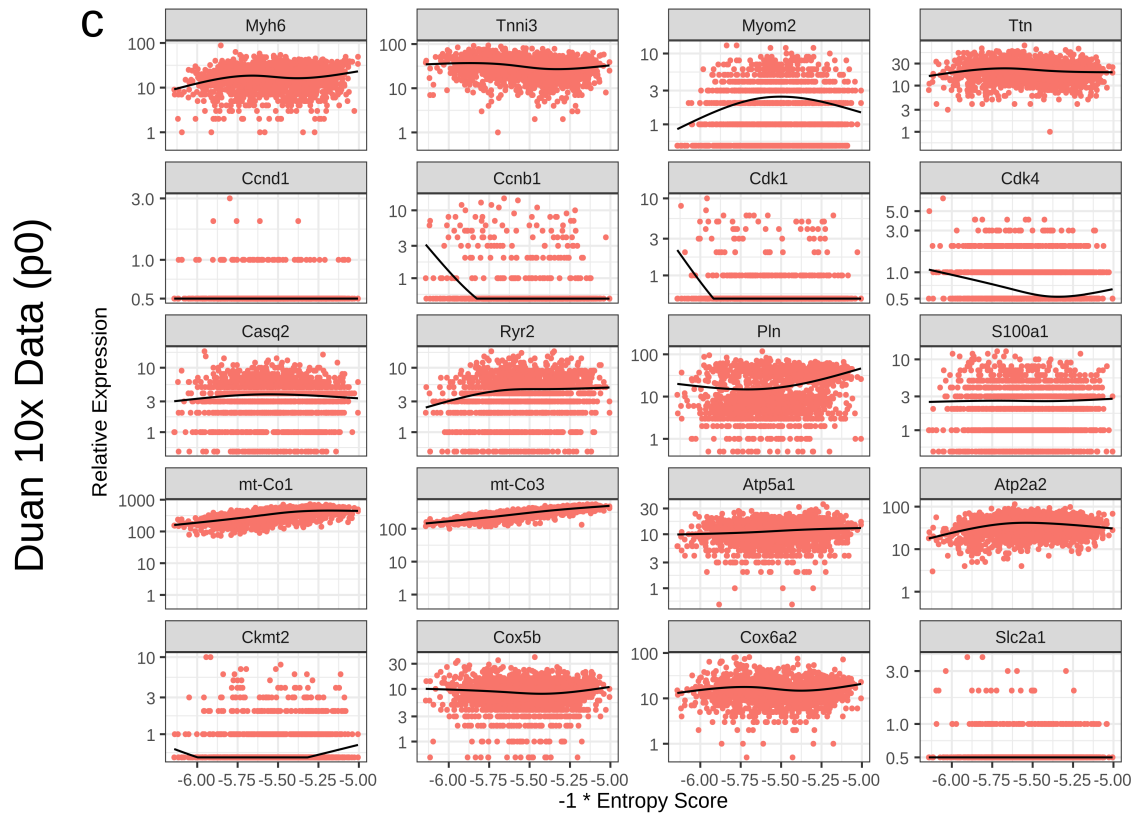 C
Duan 10x Data (p0)
Relative Expression
Myh6 Tnni3 Myom2 Ttn
100 10 1
100 10 1
10 3 1
30 10 3 1
Ccnd1 Ccnb1 Cdk1 Cdk4
3.0 1.0 0.5
10 3 1
10 3 1
5.0 3.0 1.0 0.5
Casq2 Ryr2 Pln S100a1
10 3 1
10 3 1
100 10 1
10 3 1
mt-Co1 mt-Co3 Atp5a1 Atp2a2
1000 100 10 1
100 10 1
30 10 3 1
100 10 1
Ckmt2 Cox5b Cox6a2 Slc2a1
10 3 1
30 10 3 1
100 10 1
3.0 1.0 0.5
-6.00 -5.75 -5.50 -5.25 -5.00
-6.00 -5.75 -5.50 -5.25 -5.00
-6.00 -5.75 -5.50 -5.25 -5.00
-6.00 -5.75 -5.50 -5.25 -5.00
-1 * Entropy Score